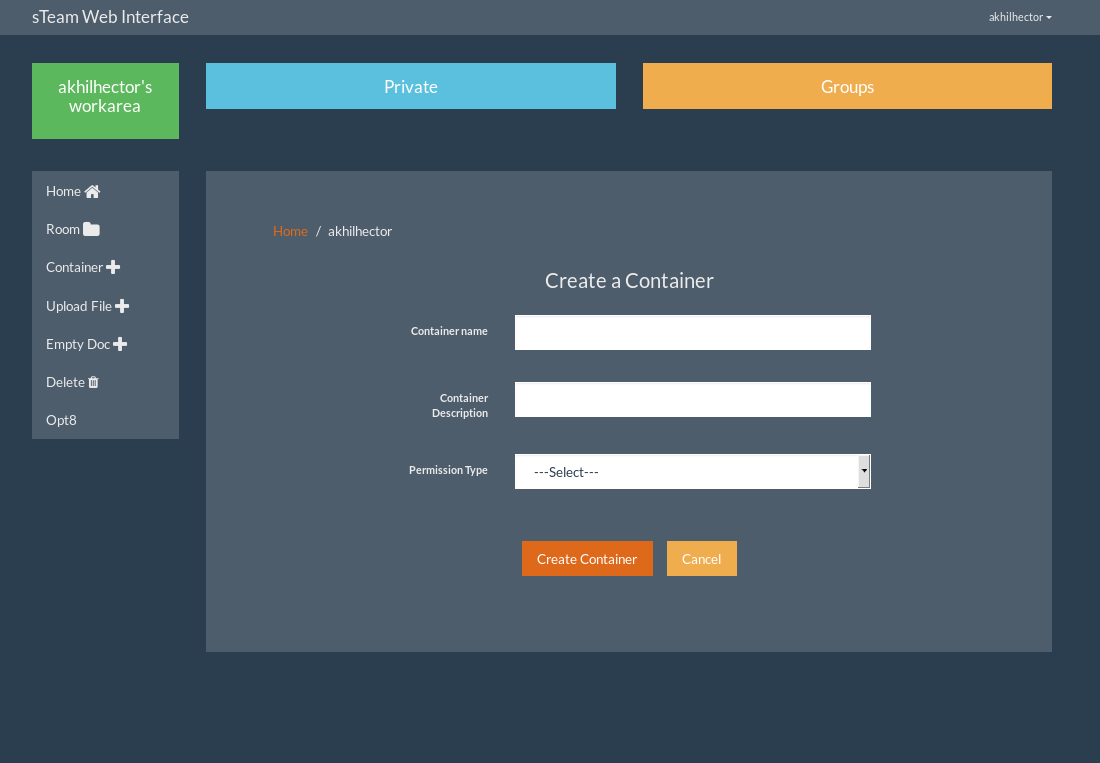 sTeam Web Interface
akhilhector
akhilhector's
workarea
Private
Groups
Home
Room
Container
Upload File
Empty Doc
Delete
Opt8
Home / akhilhector
Create a Container
Container name
Container
Description
Permission Type
---Select---
Create Container
Cancel